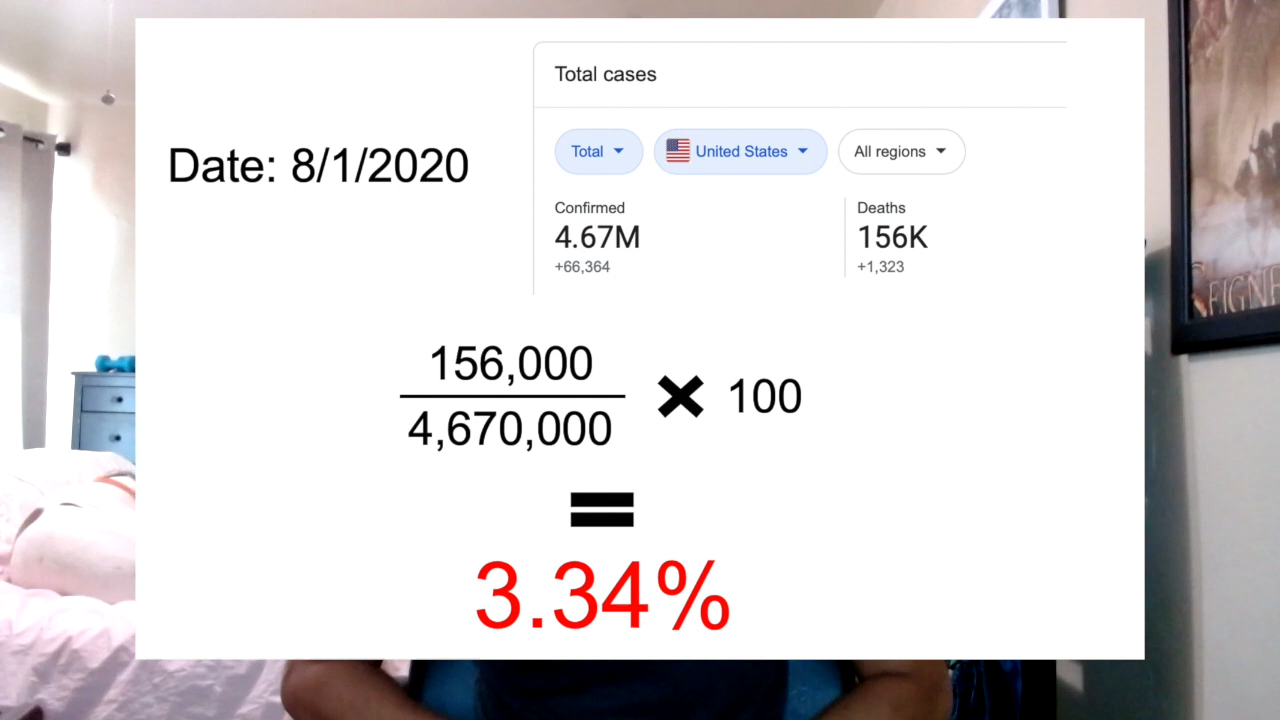 Total cases
Date: 8/1/2020
Total
United States
All regions
Confirmed
Deaths
4.67M
156K
+66,364
+1,323
156,000
4,670,000
× 100
=
3.34%